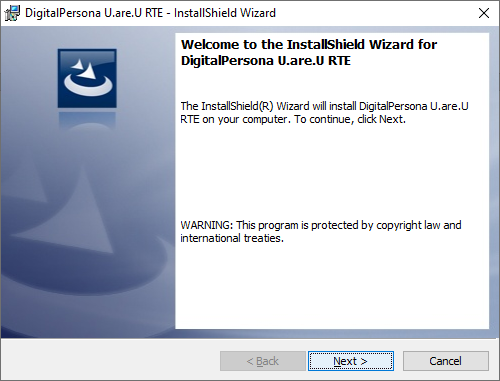 DigitalPersona U.are.U RTE - InstallShield Wizard
Welcome to the InstallShield Wizard for
DigitalPersona U.are.U RTE
The InstallShield(R) Wizard will install DigitalPersona U.are.U
RTE on your computer. To continue, click Next.
WARNING: This program is protected by copyright law and
international treaties.
< Back
Next >
Cancel